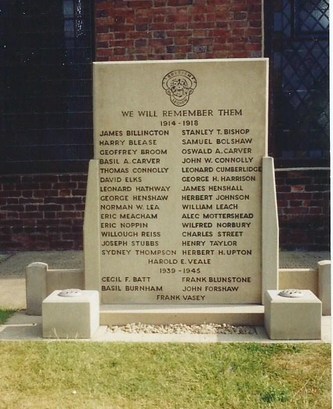 WE WILL REMEMBER THEM
1914-1918
JAMES BILLINGTON STANLEY T. BISHOP
HARRY BLEASE SAMUEL BOLSHAW
GEOFFREY BROOM OSWALD A. CARVER
BASIL A. CARVER JOHN W. CONNOLLY
THOMAS CONNOLLY LEONARD CUMBERLIDGE
DAVID ELKS GEORGE H. HARRISON
LEONARD HATHWAY JAMES HENSHALL
GEORGE HENSHAW HERBERT JOHNSON
NORMAN W. LEA WILLIAM LEACH
ERIC MEACHAM ALEC MOTTERSHEAD
ERIC NOPPIN WILFRED NORBURY
WILLOUGH REISS CHARLES STREET
JOSEPH STUBBS HENRY TAYLOR
SYDNEY THOMPSON HERBERT H. UPTON
HAROLD E. VEALE
1939-1945
CECIL F. BATT FRANK BLUNSTONE
BASIL BURNHAM JOHN FORSHAW
FRANK VASEY